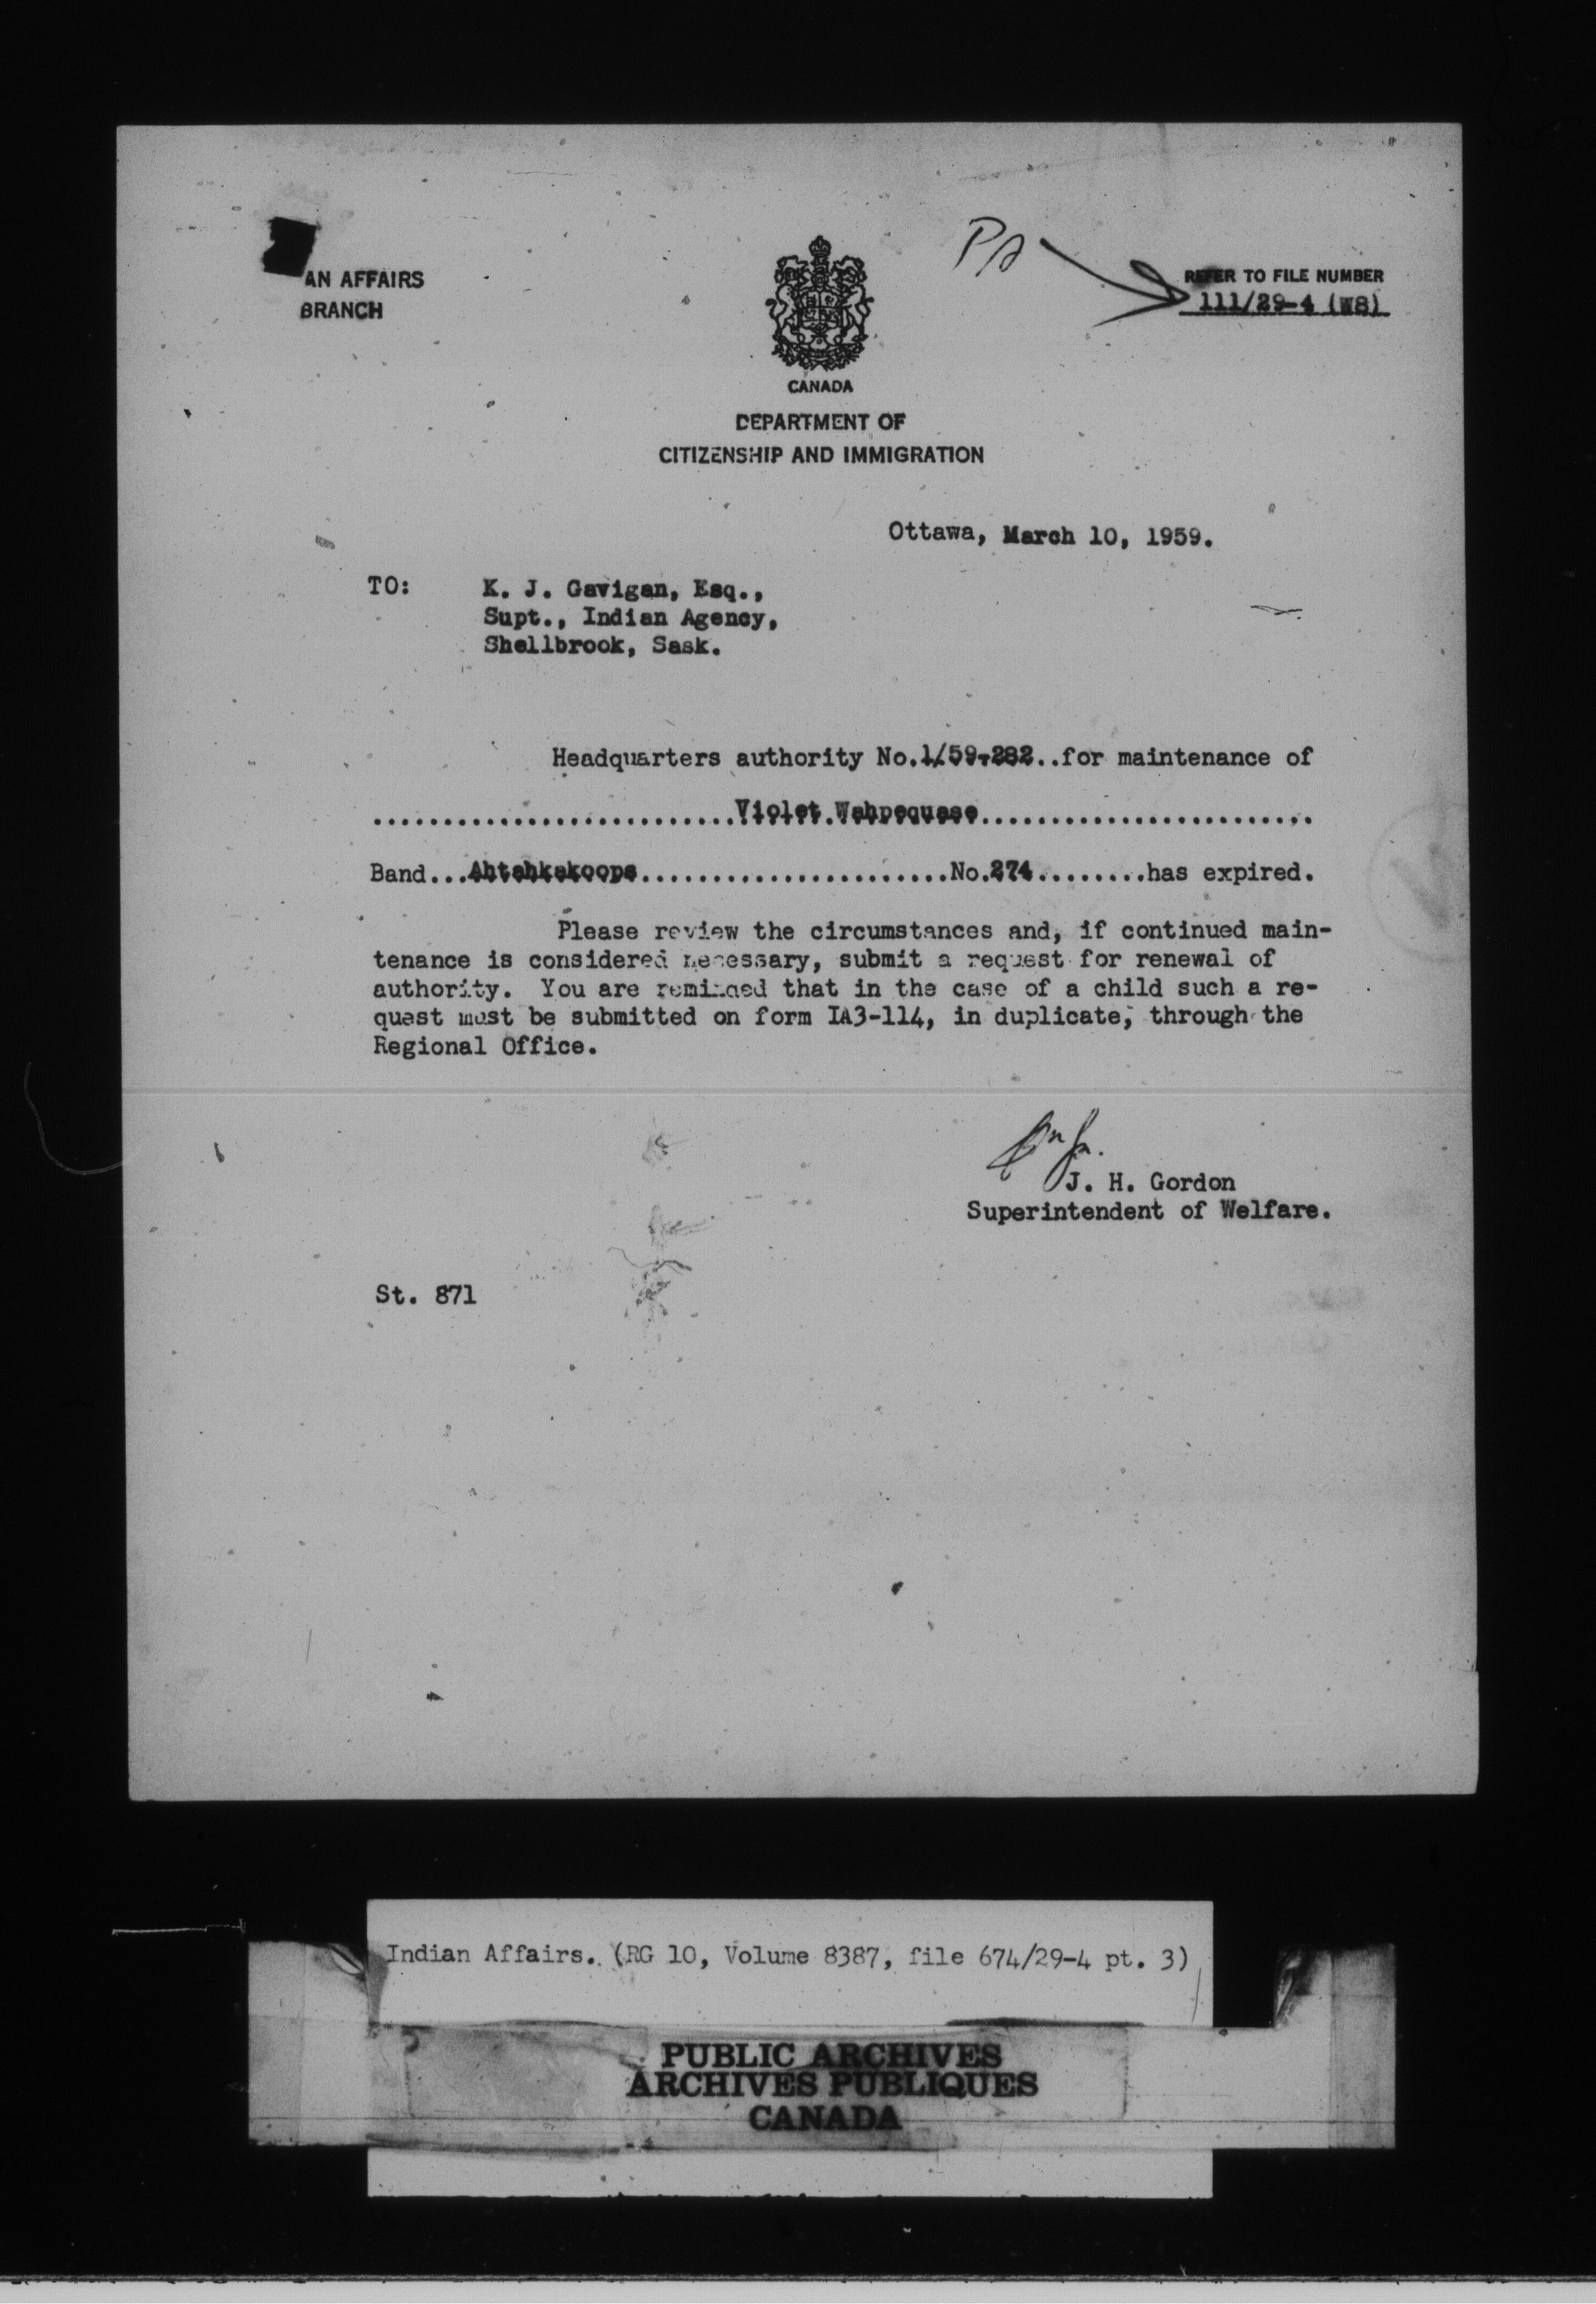 PA
AN AFFAIRS
BRANCH
REFER TO FILE NUMBER
111/29-4 (W8)
CANADA
DEPARTMENT OF
CITIZENSHIP AND IMMIGRATION
Ottawa, March 10, 1959.
TO: K. J. Gavigan, Esq.,
Supt., Indian Agency,
Shellbrook, Sask.
Headquarters authority No.1/59-282..for maintenance of
..........................Violet Wahpequase........................
Band...Ahtahkakoops......................No.274........has expired.
Please review the circumstances and, if continued main-
tenance is considered necessary, submit a request for renewal of
authority. You are reminded that in the case of a child such a re-
quest must be submitted on form IA3-114, in duplicate, through the
Regional Office.
J. H. Gordon
Superintendent of Welfare.
St. 871
Indian Affairs. (RG 10, Volume 8387, file 674/29-4 pt. 3)
PUBLIC ARCHIVES
ARCHIVES PUBLIQUES
CANADA